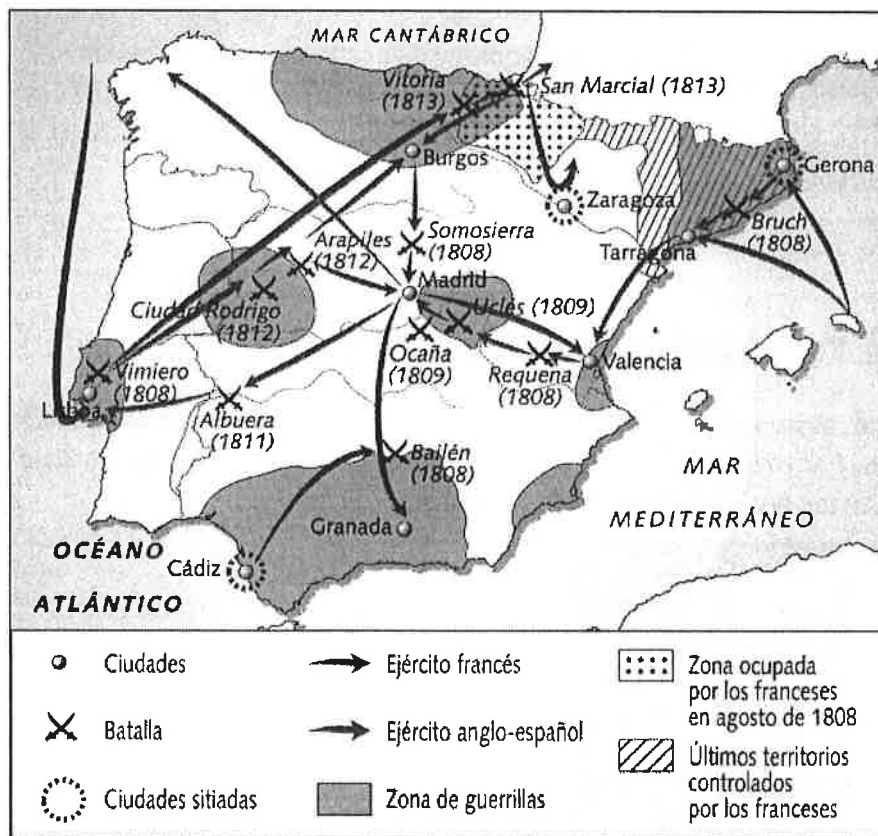 MAR CANTÁBRICO
Vitoria
(1813)
San Marcial (1813)
Burgos
Gerona
Zaragoza
Bruch
(1808)
Tarragona
Somosierra
(1808)
Arapiles
(1812)
Madrid
Uclés (1809)
Ciudad Rodrigo
(1812)
Ocaña
(1809)
Requena
(1808)
Valencia
Vimiero
(1808)
Lisboa
Albuera
(1811)
Bailén
(1808)
MAR
MEDITERRÁNEO
Granada
OCÉANO
ATLÁNTICO
Cádiz
Ciudades
Batalla
Ciudades sitiadas
Ejército francés
Ejército anglo-español
Zona de guerrillas
Zona ocupada
por los franceses
en agosto de 1808
Últimos territorios
controlados
por los franceses